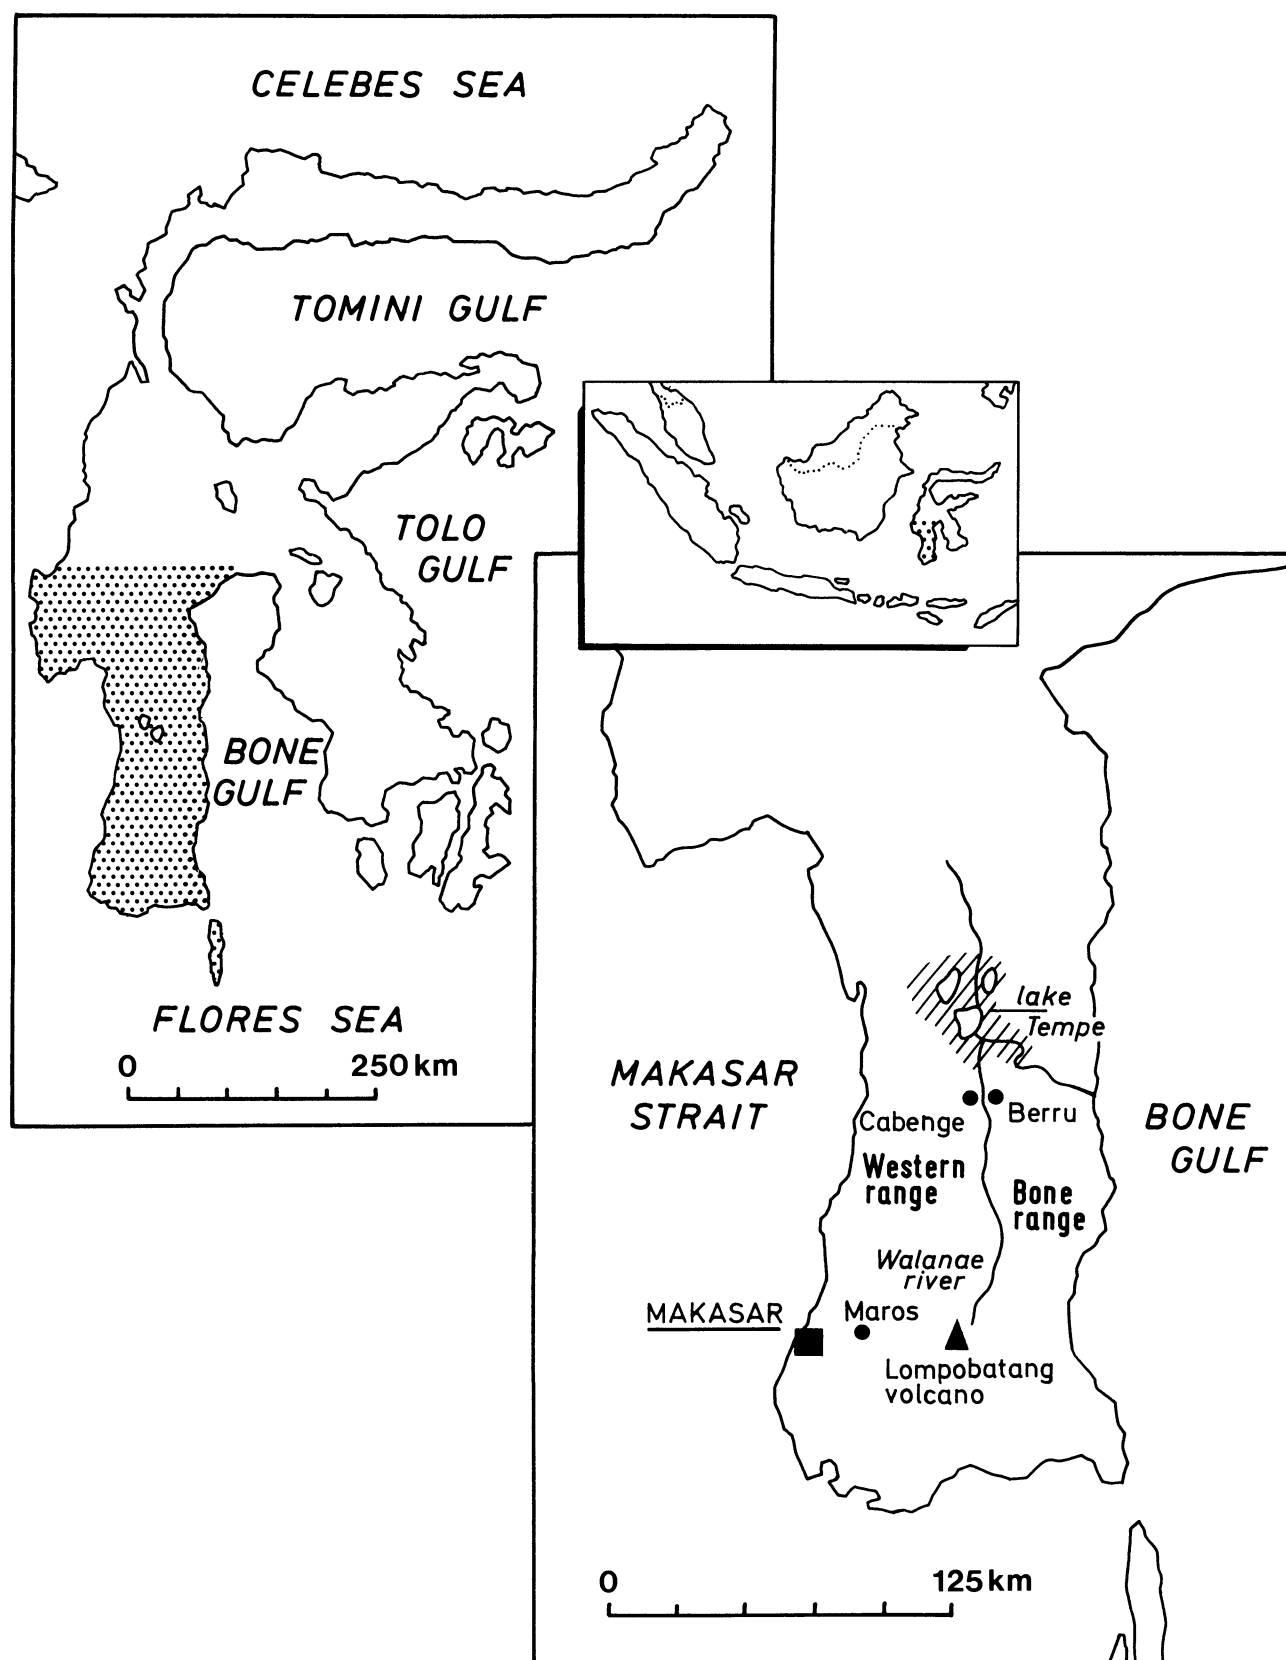 CELEBES SEA
TOMINI GULF
TOLO
GULF
BONE
GULF
FLORES SEA
0 250 km
lake
Tempe
MAKASAR
STRAIT
Cabenge
Berru
BONE
GULF
Western
range
Bone
range
Walanae
river
MAKASAR
Maros
Lompobatang
volcano
0 125 km